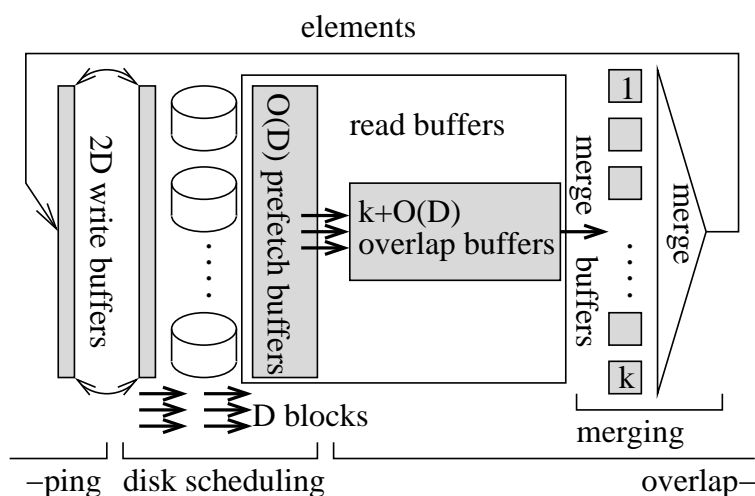 elements
2D write buffers
O(D) prefetch buffers
read buffers
k+O(D)
overlap buffers
merge
buffers
1
k
merge
D blocks
merging
–ping
disk scheduling
overlap–